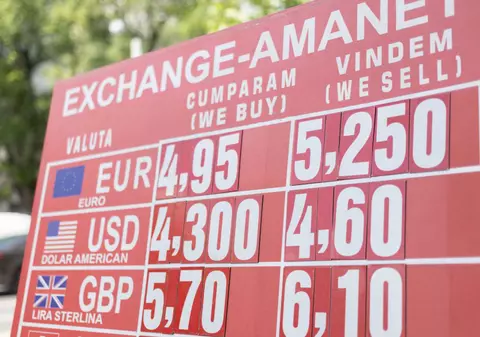 EXCHANGE-AMANET
VALUTA
CUMPARAM
(WE BUY)
VINDEM
(WE SELL)
EUR 4,95 5,250
EURO
USD 4,300 4,60
DOLAR AMERICAN
GBP 5,70 6,10
LIRA STERLINA